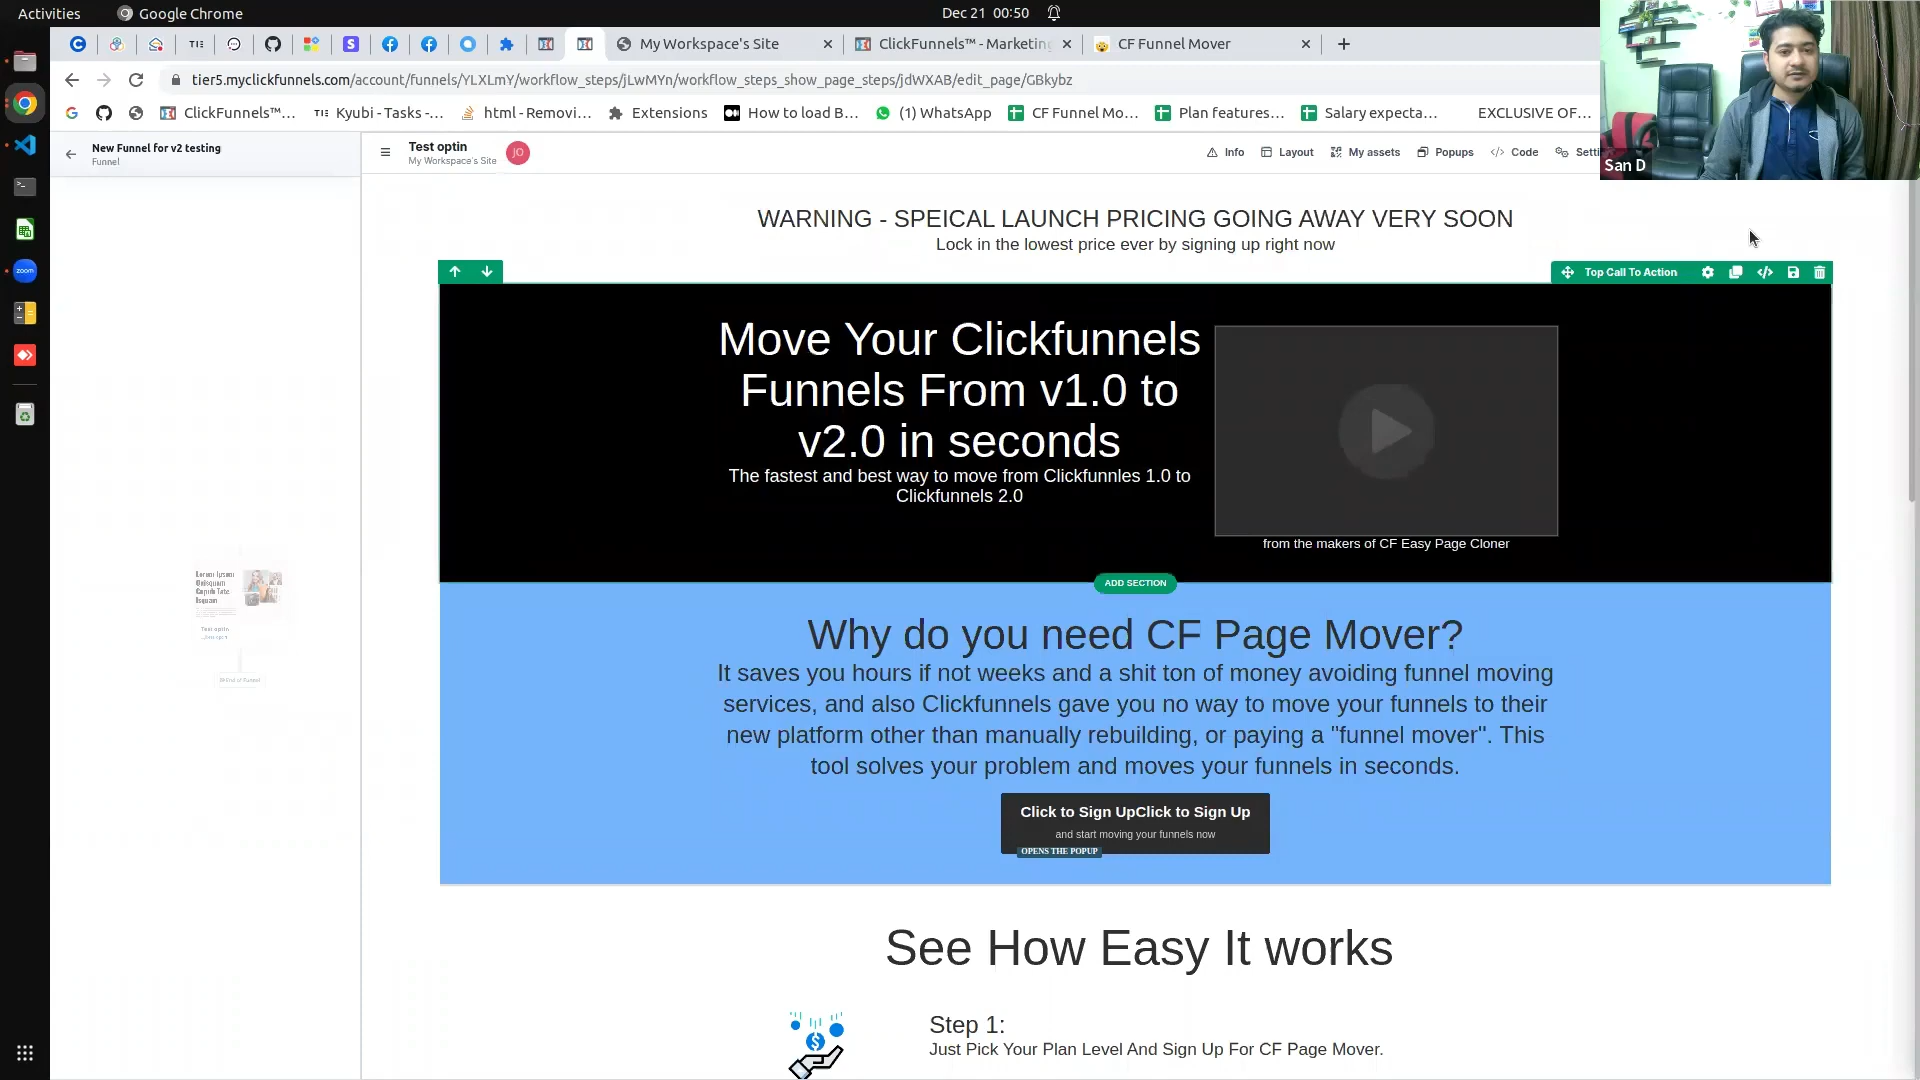 Activities
Google Chrome
Dec 21 00:50
TIE
S
My Workspace's Site
ClickFunnels™ - Marketing
CF Funnel Mover
tier5.myclickfunnels.com/account/funnels/YLXLmY/workflow_steps/jLwMYn/workflow_steps_show_page_steps/jdWXAB/edit_page/GBkybz
ClickFunnels™...
TIE Kyubi - Tasks -...
html - Removi...
Extensions
How to load B...
(1) WhatsApp
CF Funnel Mo...
Plan features...
Salary expecta...
EXCLUSIVE OF...
San D
New Funnel for v2 testing
Funnel
Test optin
My Workspace's Site
JO
Info
Layout
My assets
Popups
Code
Setti
WARNING - SPEICAL LAUNCH PRICING GOING AWAY VERY SOON
Lock in the lowest price ever by signing up right now
Top Call To Action
Move Your Clickfunnels
Funnels From v1.0 to
v2.0 in seconds
The fastest and best way to move from Clickfunnles 1.0 to
Clickfunnels 2.0
from the makers of CF Easy Page Cloner
ADD SECTION
Why do you need CF Page Mover?
It saves you hours if not weeks and a shit ton of money avoiding funnel moving
services, and also Clickfunnels gave you no way to move your funnels to their
new platform other than manually rebuilding, or paying a "funnel mover". This
tool solves your problem and moves your funnels in seconds.
Click to Sign UpClick to Sign Up
and start moving your funnels now
OPENS THE POPUP
See How Easy It works
Step 1:
Just Pick Your Plan Level And Sign Up For CF Page Mover.
zoom
Lorem Ipsum
Test optin